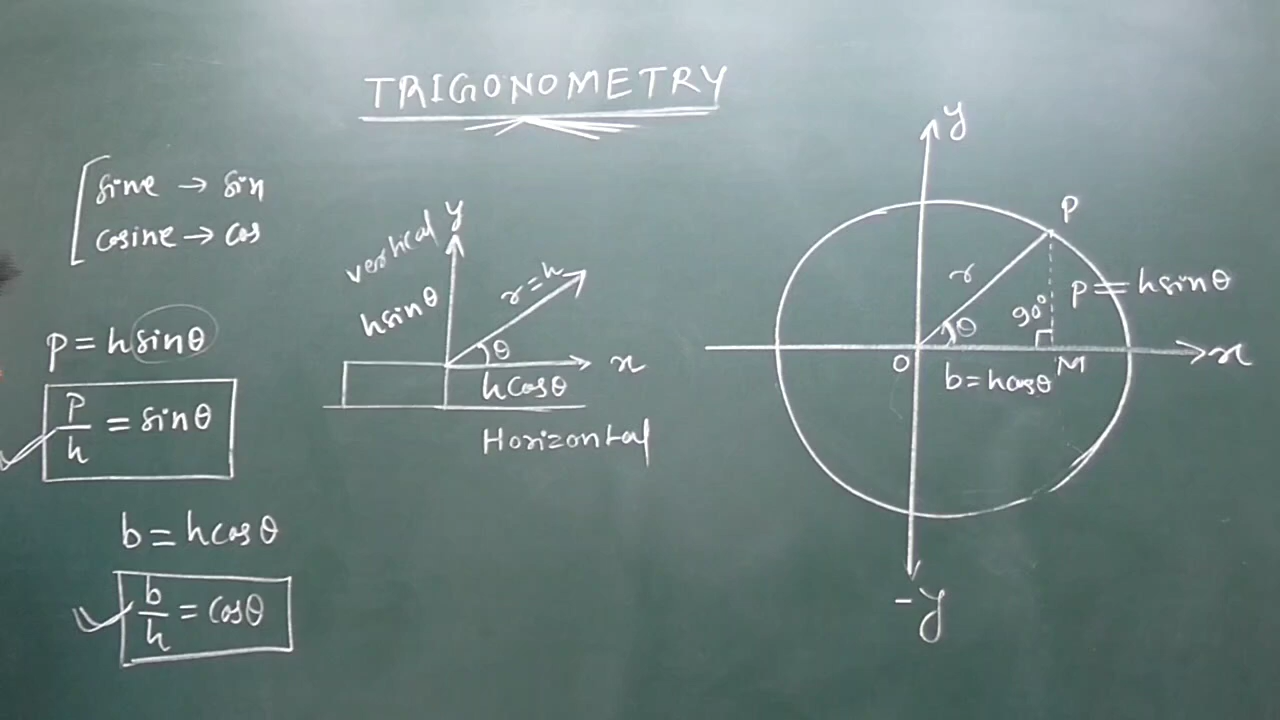 TRIGONOMETRY
sine → sin
cosine → cos
p = h sinθ
p/h = sinθ
b = h cosθ
b/h = cosθ
y
vertical
h sinθ
r = h
θ
x
h cosθ
Horizontal
y
P
r
p = h sinθ
90°
θ
O
M
x
b = h cosθ
-y